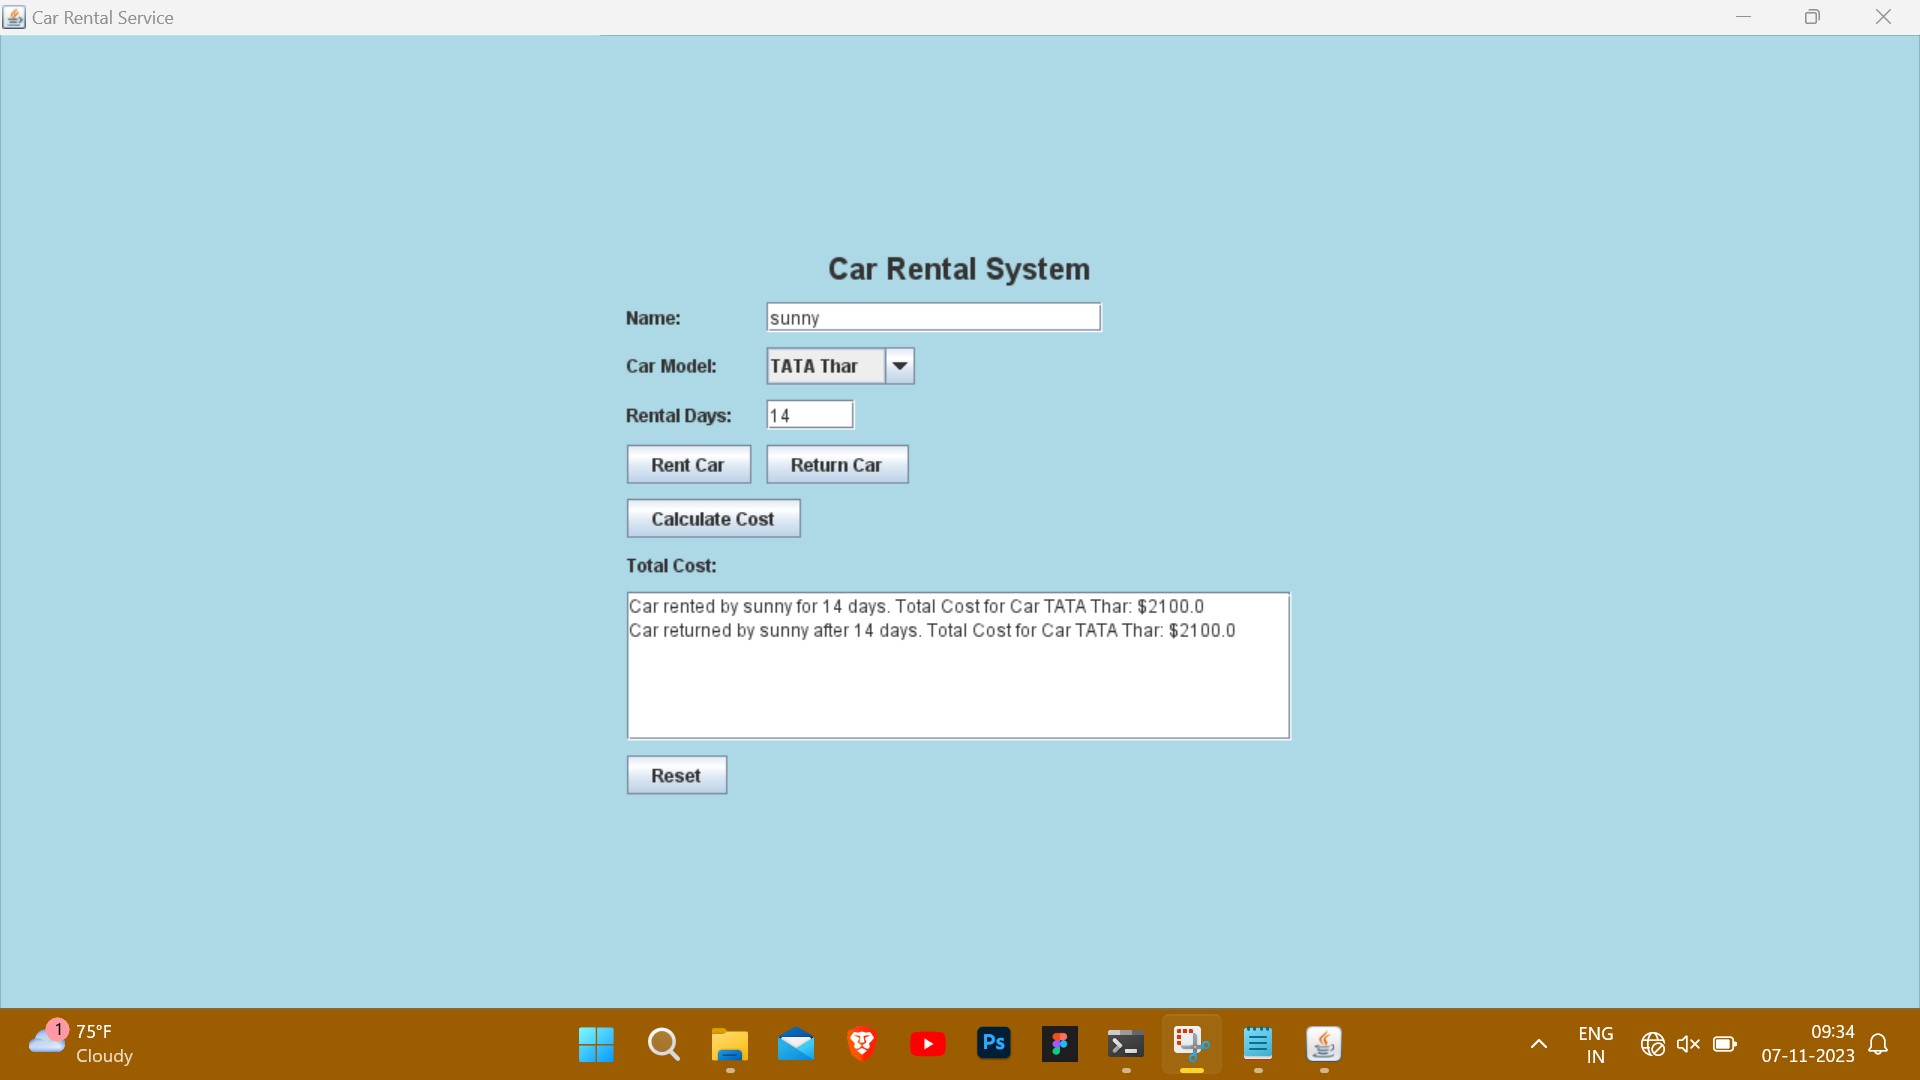 Car Rental Service
Car Rental System
Name: sunny
Car Model: TATA Thar
Rental Days: 14
Rent Car Return Car
Calculate Cost
Total Cost:
Car rented by sunny for 14 days. Total Cost for Car TATA Thar: $2100.0
Car returned by sunny after 14 days. Total Cost for Car TATA Thar: $2100.0
Reset
1 75°F
Cloudy
Ps
ENG
IN
09:34
07-11-2023